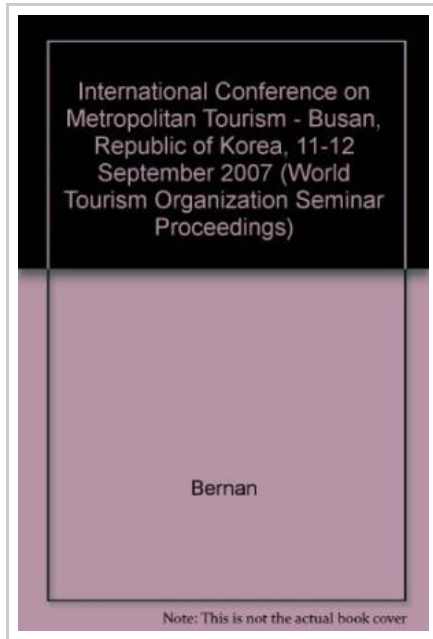 International Conference on
Metropolitan Tourism - Busan,
Republic of Korea, 11-12
September 2007 (World
Tourism Organization Seminar
Proceedings)
Bernan
Note: This is not the actual book cover